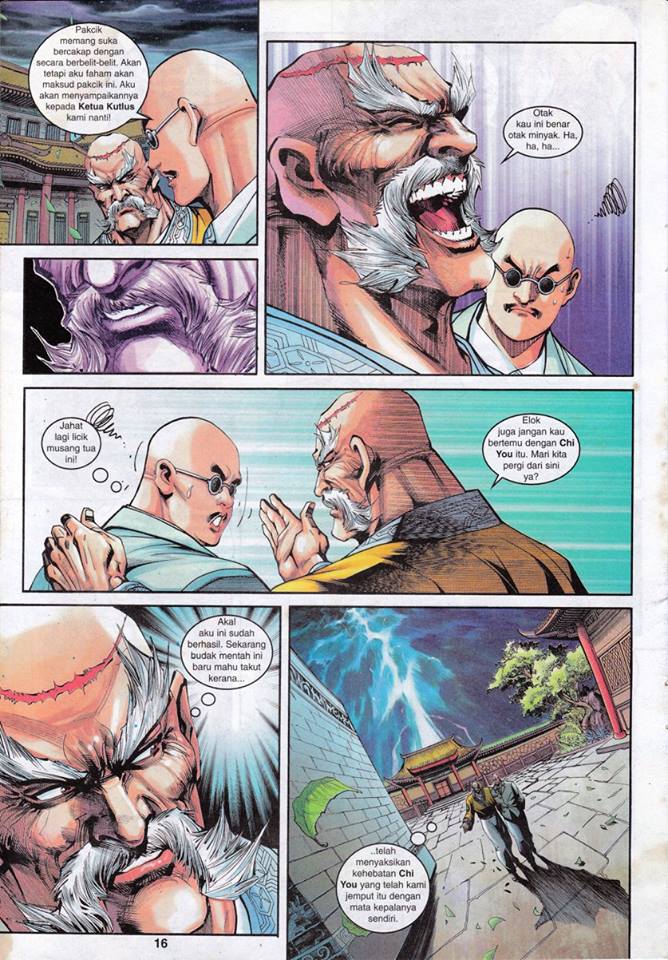 Pakcik
memang suka
bercakap dengan
secara berbelit-belit. Akan
tetapi aku faham akan
maksud pakcik ini. Aku
akan menyampaikannya
kepada Ketua Kutlus
kami nanti!
Otak
kau ini benar
otak minyak. Ha,
ha, ha...
Jahat
lagi licik
musang tua
ini!
Elok
juga jangan kau
bertemu dengan Chi
You itu. Mari kita
pergi dari sini
ya?
Akal
aku ini sudah
berhasil. Sekarang
budak mentah ini
baru mahu takut
kerana...
..telah
menyaksikan
kehebatan Chi
You yang telah kami
jemput itu dengan
mata kepalanya
sendiri.
16